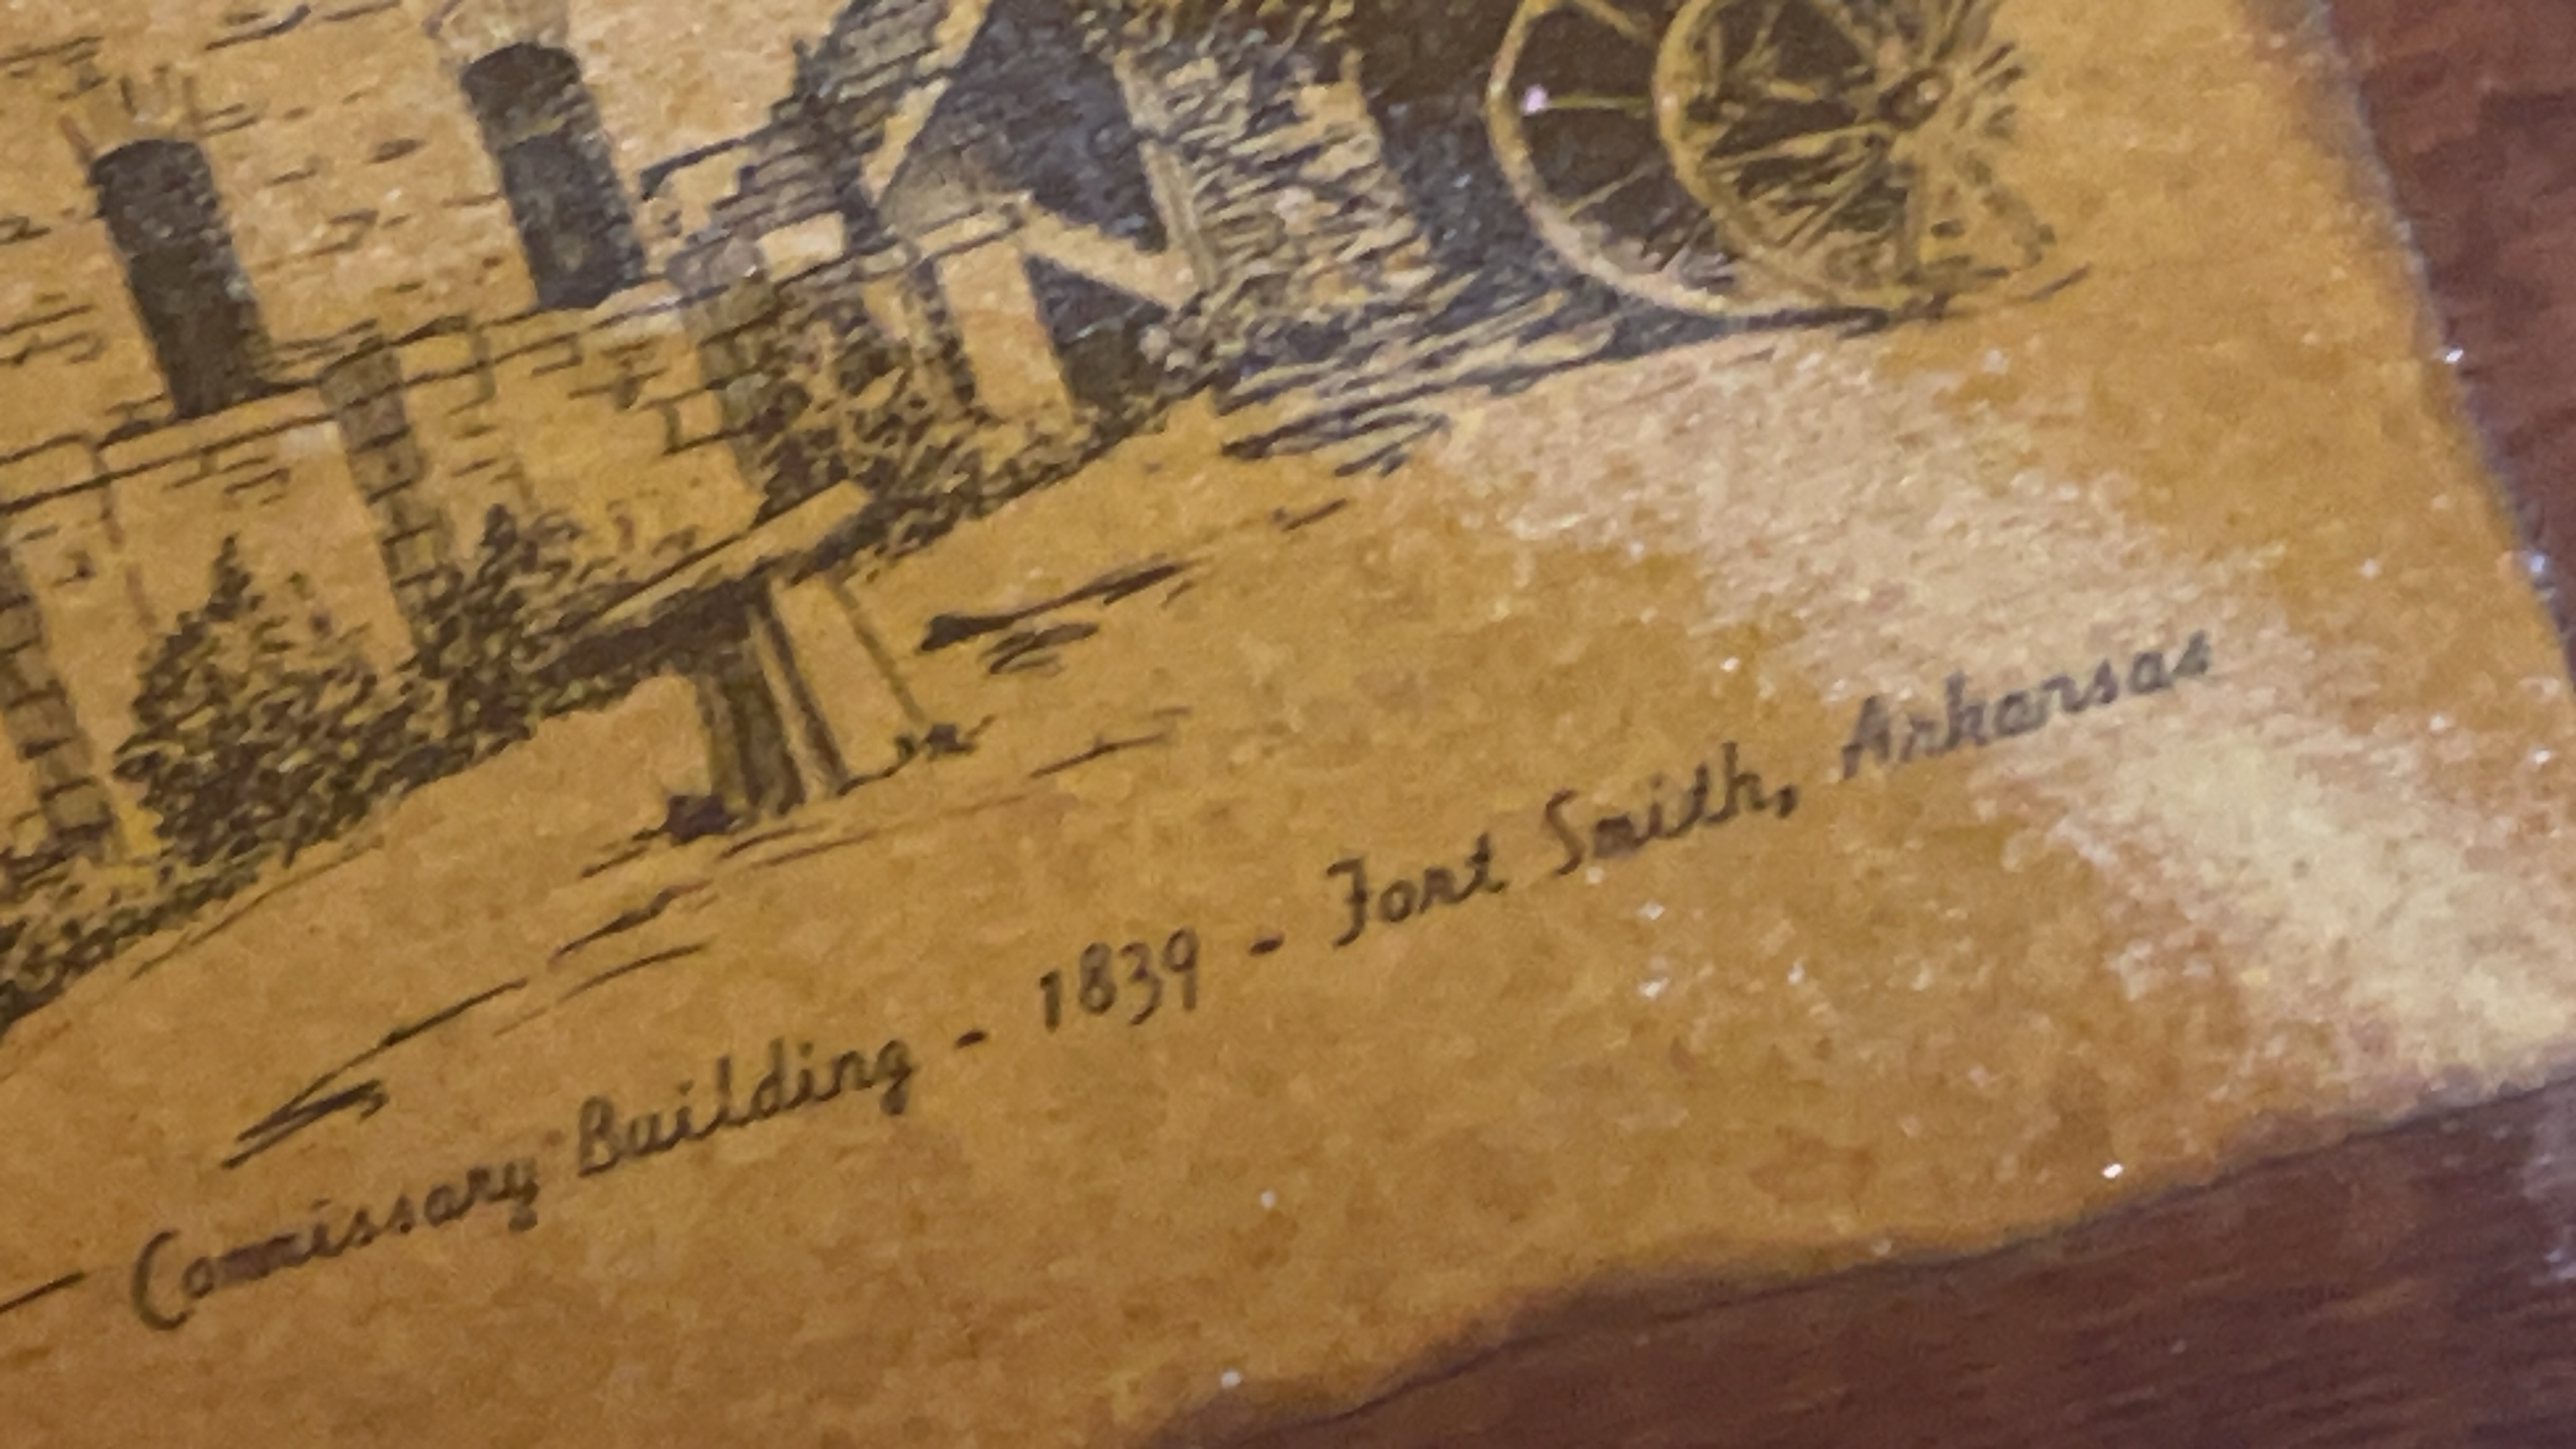 Commissary Building - 1839 - Fort Smith, Arkansas